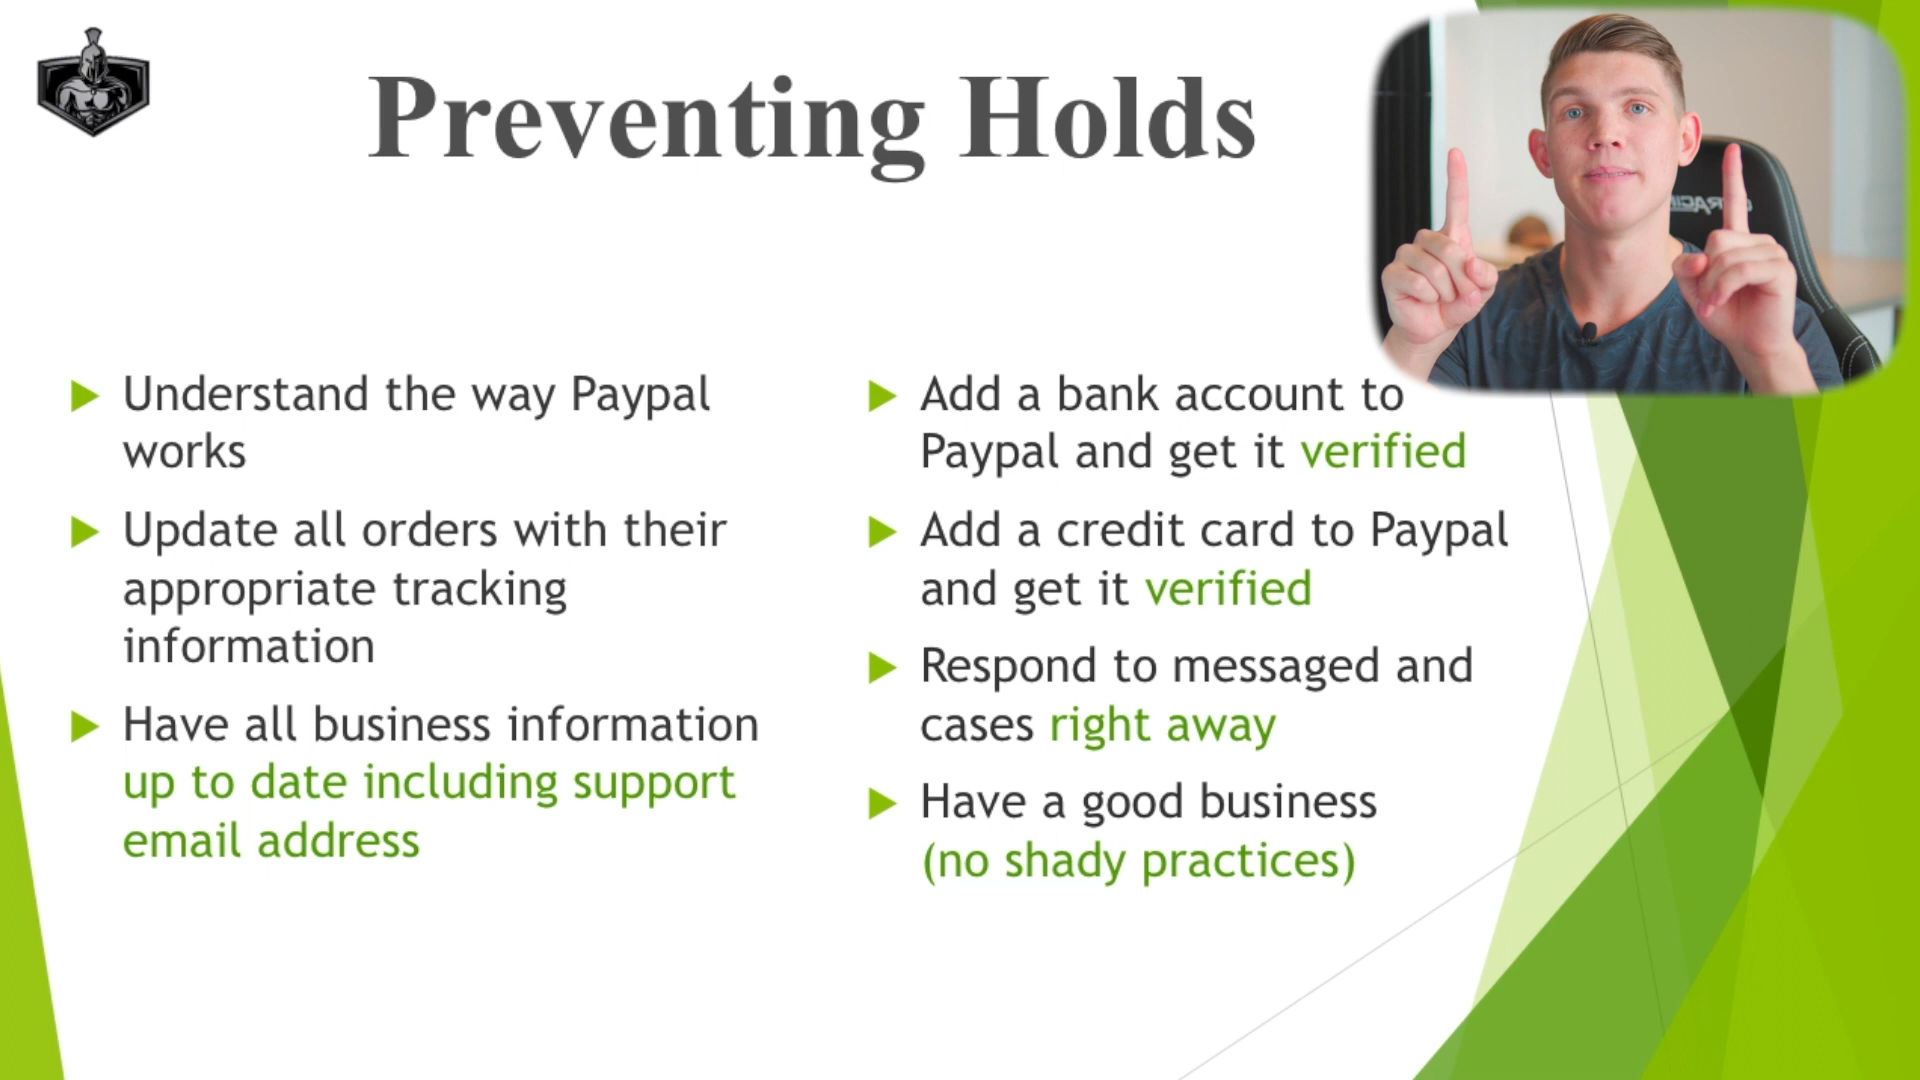 Preventing Holds
Understand the way Paypal
works
Update all orders with their
appropriate tracking
information
Have all business information
up to date including support
email address
Add a bank account to
Paypal and get it verified
Add a credit card to Paypal
and get it verified
Respond to messaged and
cases right away
Have a good business
(no shady practices)